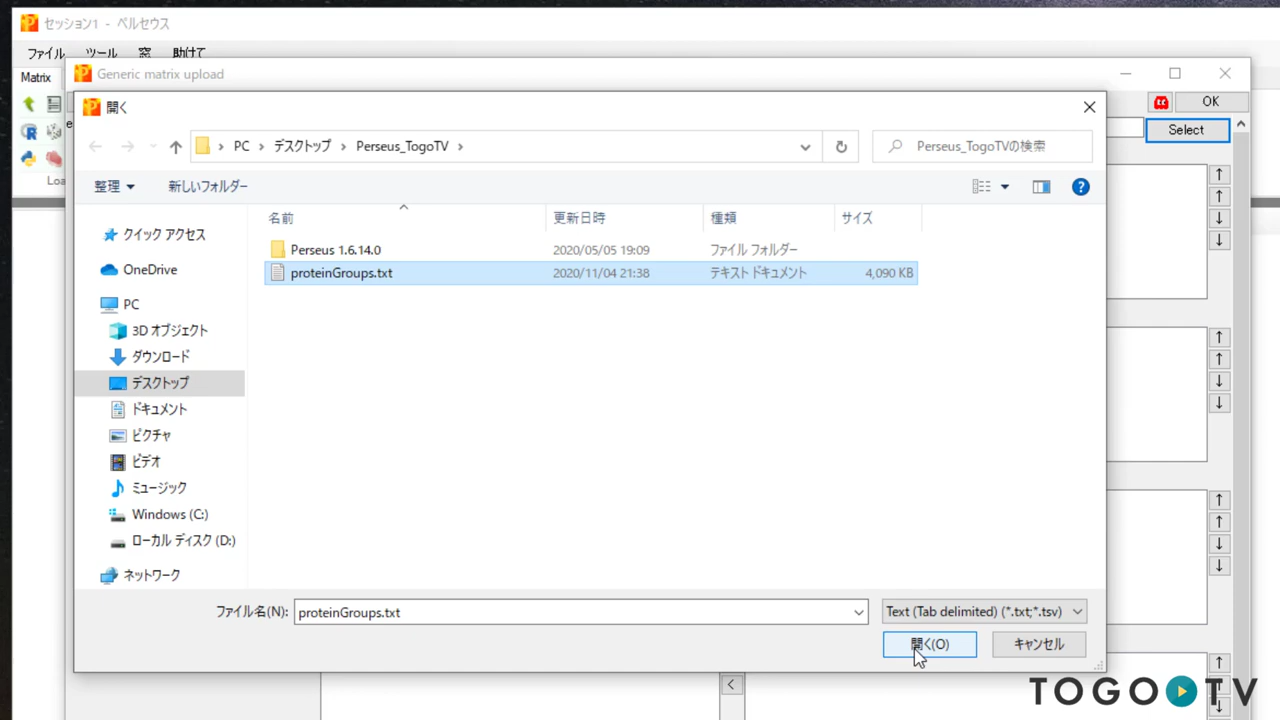 セッション1 - ペルセウス
ファイル ツール 窓 助けて
Matrix
Generic matrix upload
開く
OK
Select
PC › デスクトップ › Perseus_TogoTV ›
Perseus_TogoTVの検索
整理 新しいフォルダー
名前 更新日時 種類 サイズ
Perseus 1.6.14.0 2020/05/05 19:09 ファイル フォルダー
proteinGroups.txt 2020/11/04 21:38 テキスト ドキュメント 4,090 KB
クイック アクセス
OneDrive
PC
3D オブジェクト
ダウンロード
デスクトップ
ドキュメント
ピクチャ
ビデオ
ミュージック
Windows (C:)
ローカル ディスク (D:)
ネットワーク
ファイル名(N): proteinGroups.txt Text (Tab delimited) (*.txt;*.tsv)
開く(O) キャンセル
TOGO TV